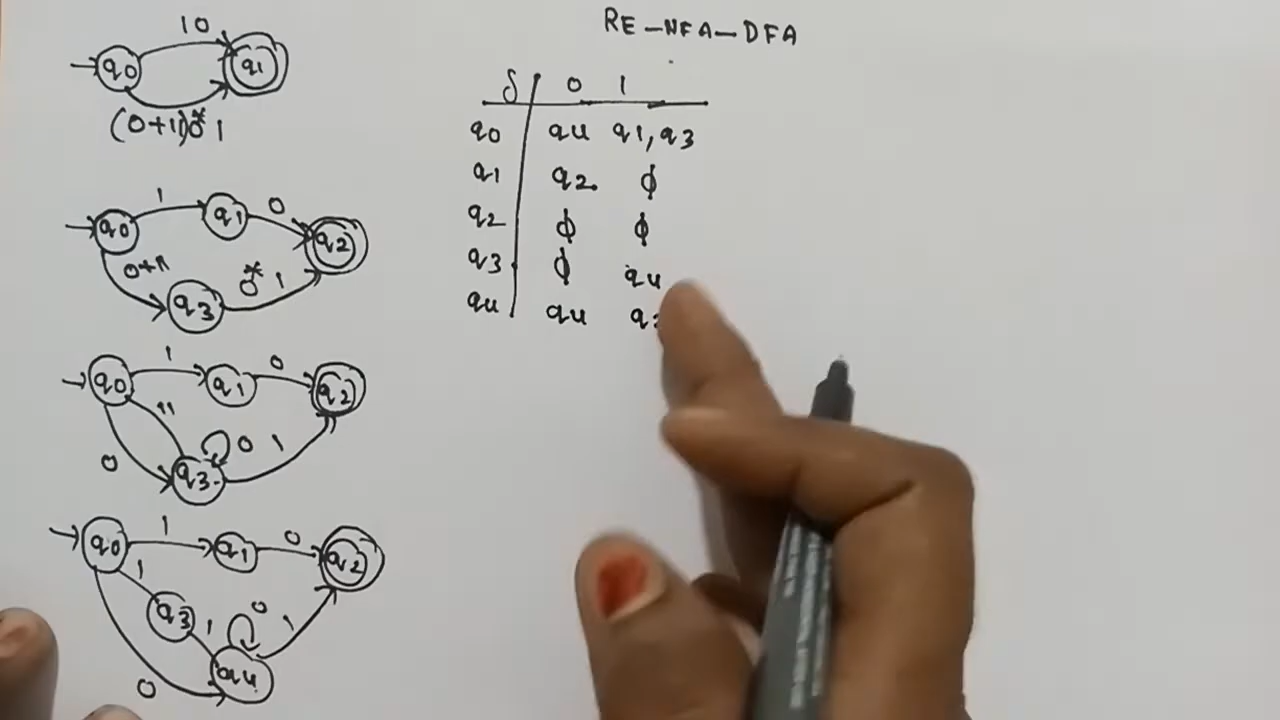 RE-NFA-DFA
10
q0 q1
(0+11)0* 1
1
q0 q1 0 q2
0+11 0* 1
q3
1 0
q0 q1 q2
11
0 0 1
q3
1 0
q0 q1 q2
1
q3 1 0 1
q4
0
δ 0 1
q0 q4 q1,q3
q1 q2 ϕ
q2 ϕ ϕ
q3 ϕ q4
q4 q4